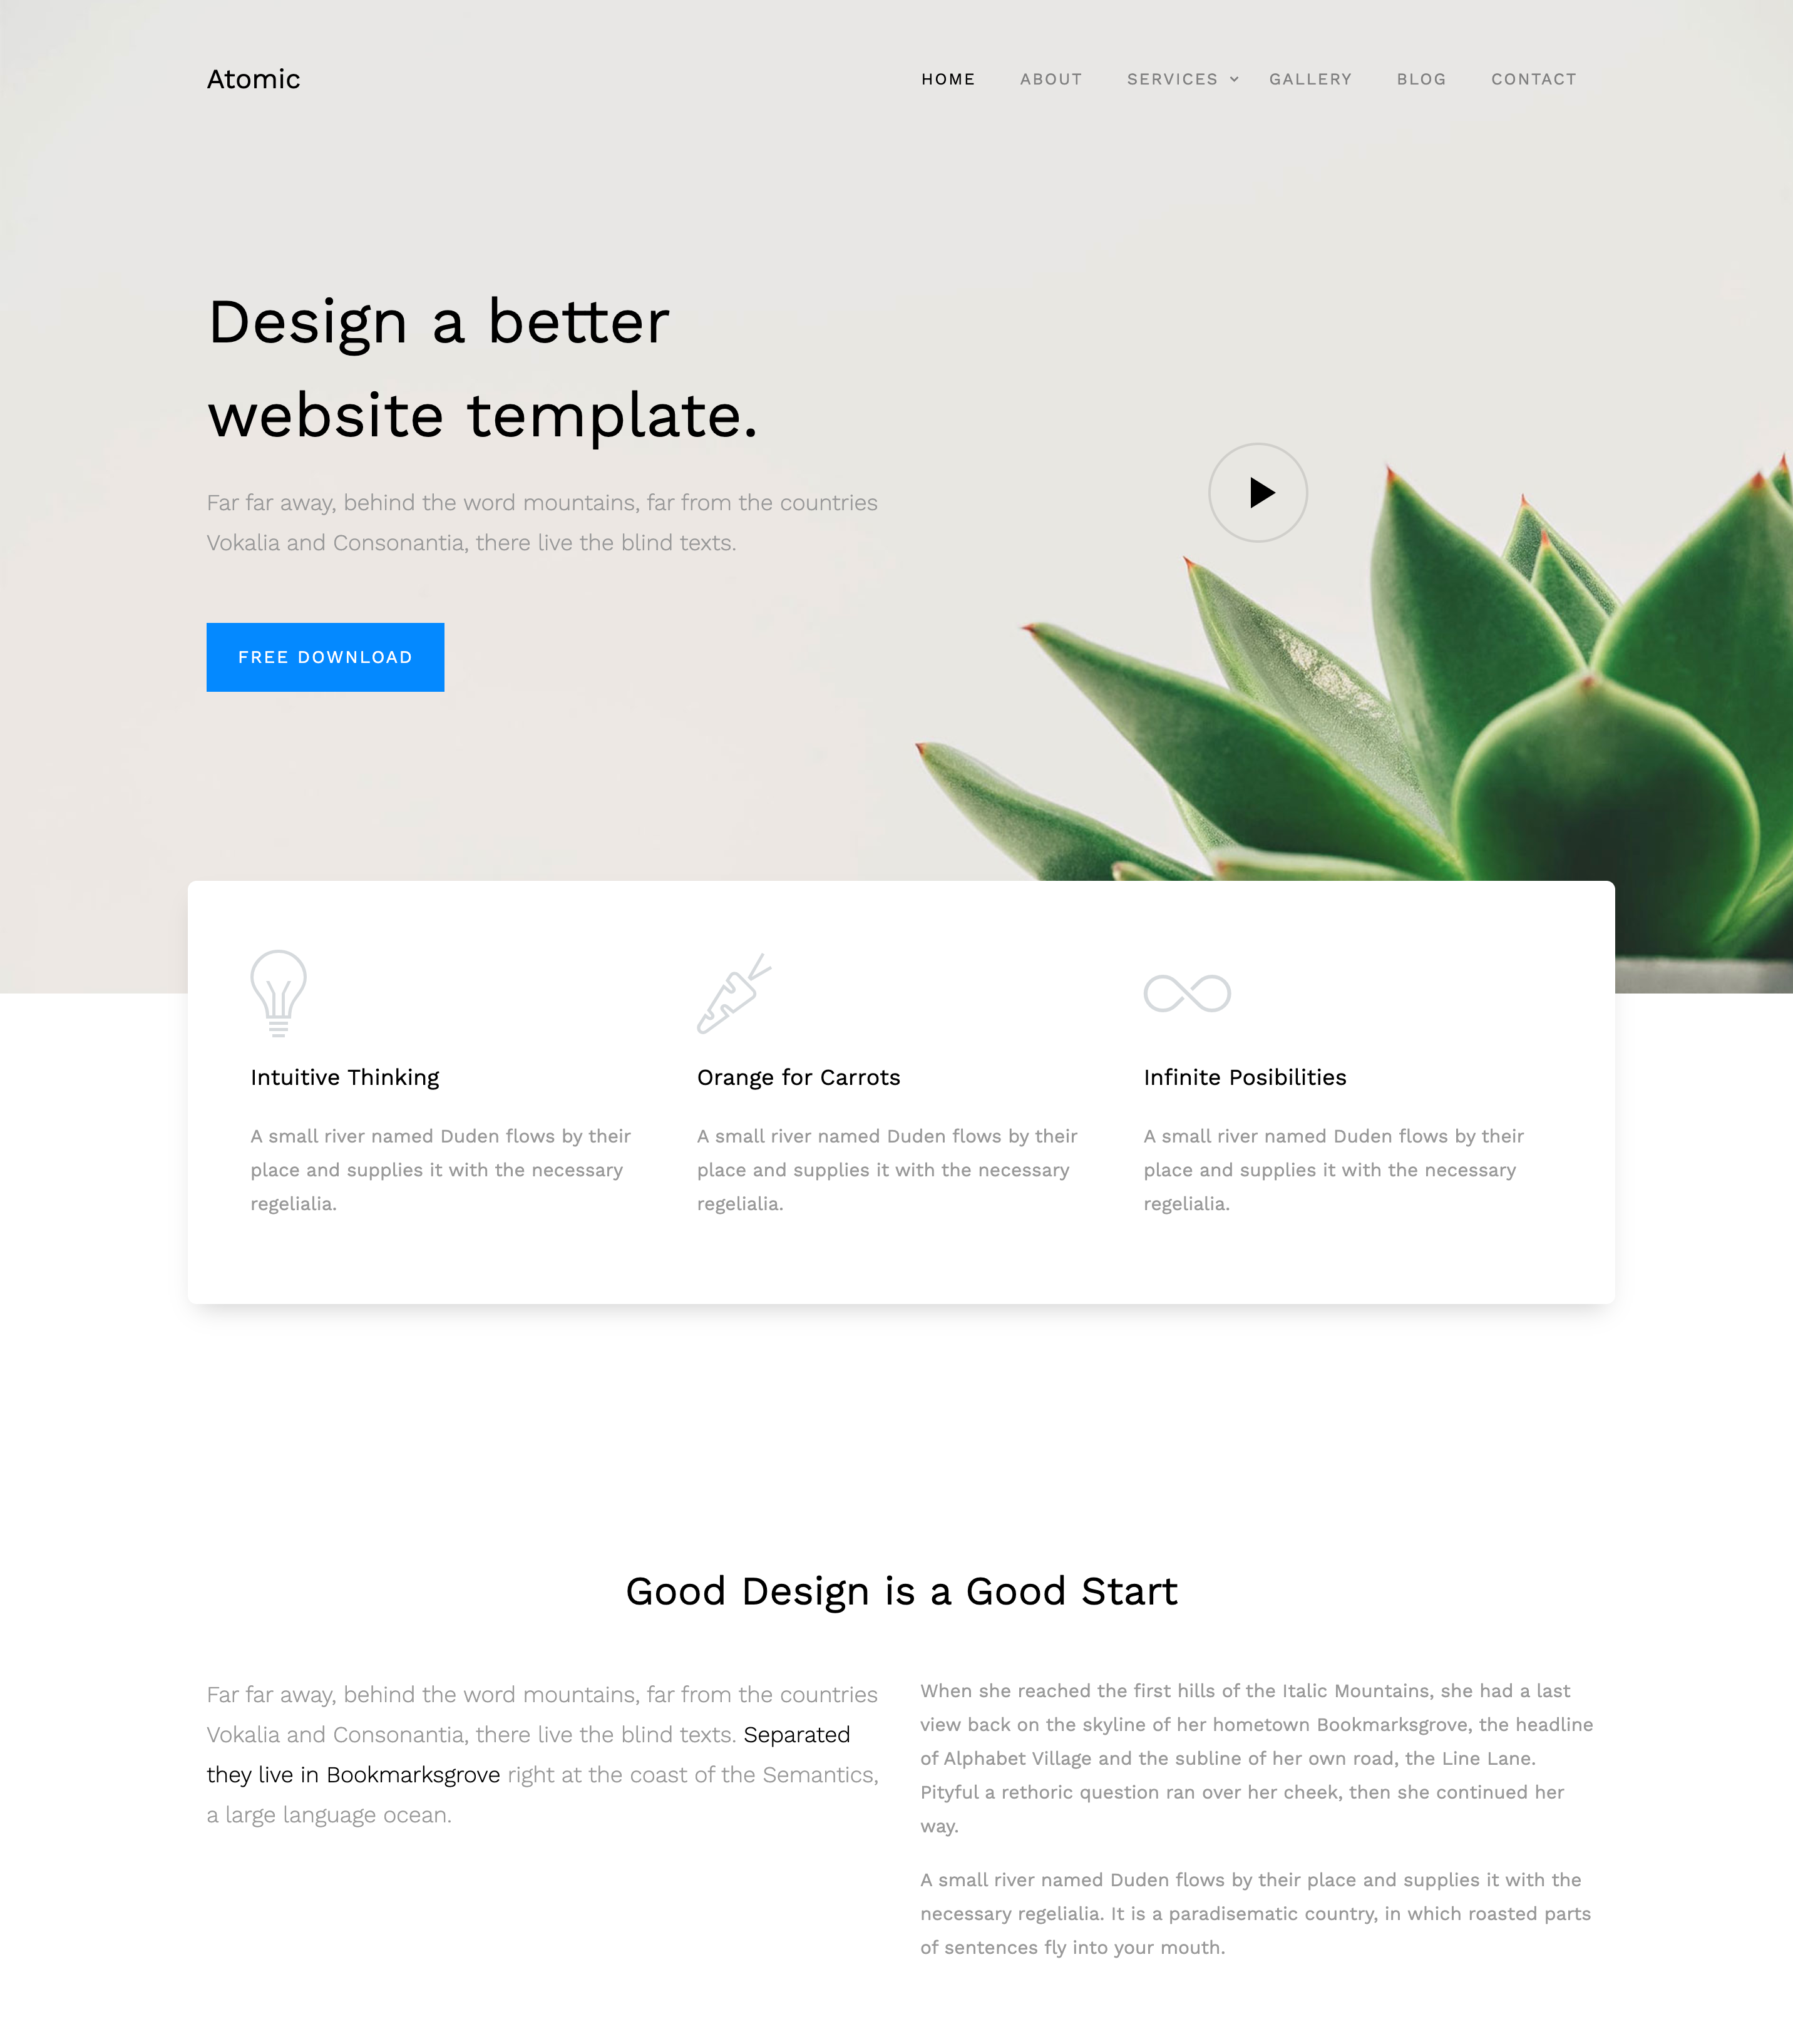 Atomic
HOME ABOUT SERVICES GALLERY BLOG CONTACT
Design a better
website template.
Far far away, behind the word mountains, far from the countries
Vokalia and Consonantia, there live the blind texts.
FREE DOWNLOAD
Intuitive Thinking
A small river named Duden flows by their
place and supplies it with the necessary
regelialia.
Orange for Carrots
A small river named Duden flows by their
place and supplies it with the necessary
regelialia.
Infinite Posibilities
A small river named Duden flows by their
place and supplies it with the necessary
regelialia.
Good Design is a Good Start
Far far away, behind the word mountains, far from the countries
Vokalia and Consonantia, there live the blind texts. Separated
they live in Bookmarksgrove right at the coast of the Semantics,
a large language ocean.
When she reached the first hills of the Italic Mountains, she had a last
view back on the skyline of her hometown Bookmarksgrove, the headline
of Alphabet Village and the subline of her own road, the Line Lane.
Pityful a rethoric question ran over her cheek, then she continued her
way.
A small river named Duden flows by their place and supplies it with the
necessary regelialia. It is a paradisematic country, in which roasted parts
of sentences fly into your mouth.